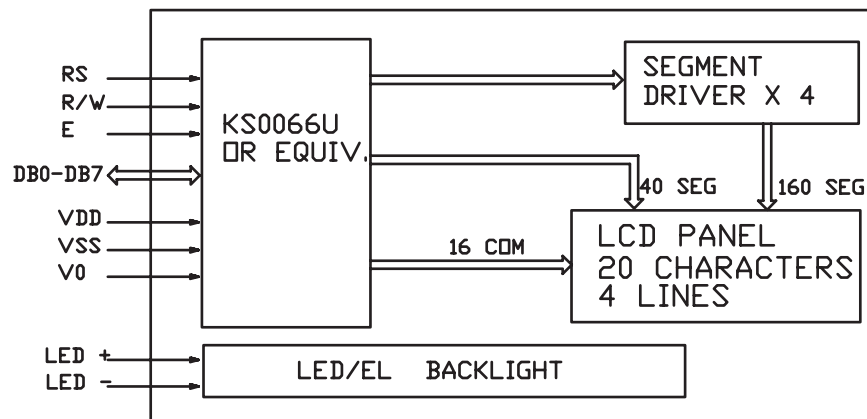 RS
R/W
E
DB0-DB7
VDD
VSS
V0
LED +
LED -
KS0066U
OR EQUIV.
SEGMENT
DRIVER X 4
40 SEG
160 SEG
16 COM
LCD PANEL
20 CHARACTERS
4 LINES
LED/EL BACKLIGHT